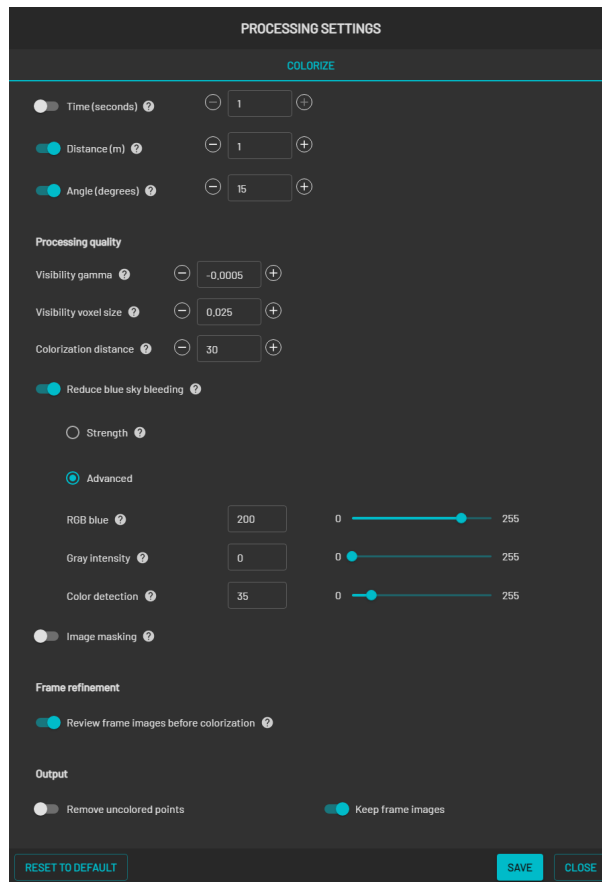 PROCESSING SETTINGS
COLORIZE
Time (seconds) ? 1
Distance (m) ? 1
Angle (degrees) ? 15
Processing quality
Visibility gamma ? -0,0005
Visibility voxel size ? 0,025
Colorization distance ? 30
Reduce blue sky bleeding ?
Strength ?
Advanced
RGB blue ? 200 0 255
Gray intensity ? 0 0 255
Color detection ? 35 0 255
Image masking ?
Frame refinement
Review frame images before colorization ?
Output
Remove uncolored points Keep frame images
RESET TO DEFAULT SAVE CLOSE